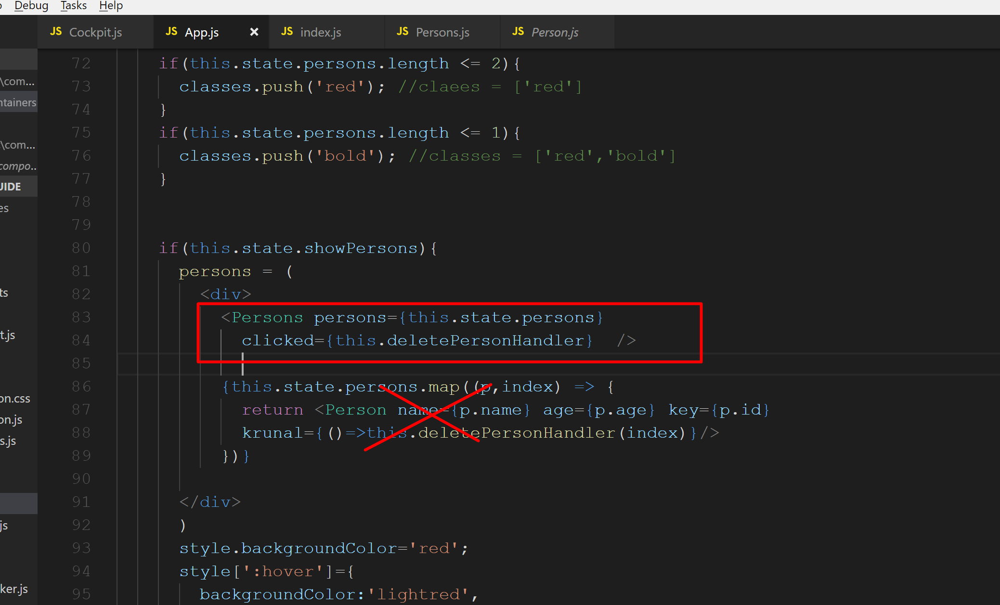 Debug Tasks Help
JS Cockpit.js JS App.js × JS index.js JS Persons.js JS Person.js
\com...
ntainers
\com...
compo..
UIDE
es
ts
t.js
on.css
on.js
s.js
js
ker.js
72 if(this.state.persons.length <= 2){
73 classes.push('red'); //claees = ['red']
74 }
75 if(this.state.persons.length <= 1){
76 classes.push('bold'); //classes = ['red','bold']
77 }
78
79
80 if(this.state.showPersons){
81 persons = (
82 <div>
83 <Persons persons={this.state.persons}
84 clicked={this.deletePersonHandler} />
85
86 {this.state.persons.map((p,index) => {
87 return <Person name={p.name} age={p.age} key={p.id}
88 krunal={()=>this.deletePersonHandler(index)}/>
89 })}
90
91 </div>
92 )
93 style.backgroundColor='red';
94 style[':hover']={
95 backgroundColor:'lightred',